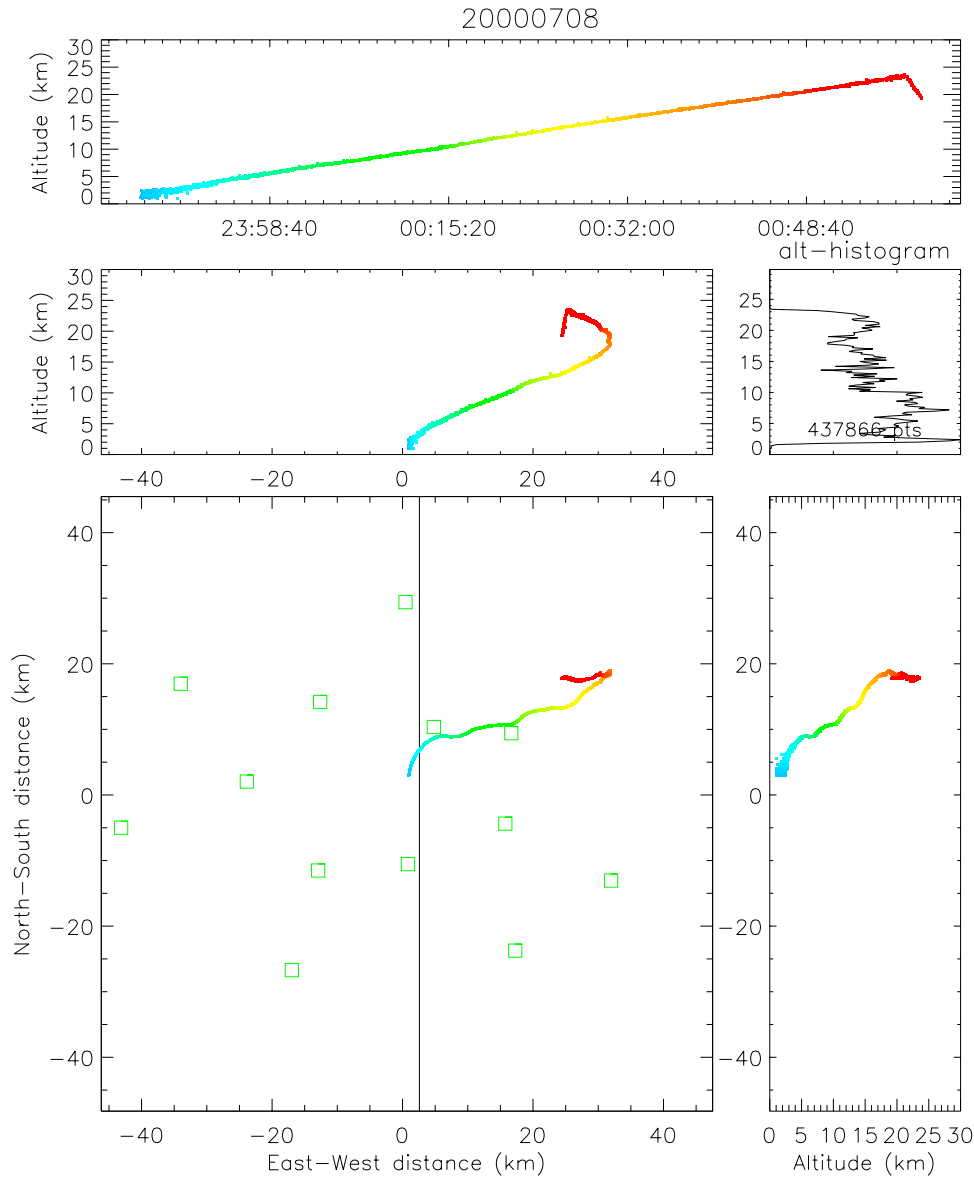 20000708
30
25
20
15
10
5
0
Altitude (km)
23:58:40 00:15:20 00:32:00 00:48:40
alt-histogram
30
25
20
15
10
5
0
Altitude (km)
-40 -20 0 20 40
25
20
15
10
5
0
437866 pts
40
20
0
-20
-40
North-South distance (km)
-40 -20 0 20 40
East-West distance (km)
40
20
0
-20
-40
0 5 10 15 20 25 30
Altitude (km)